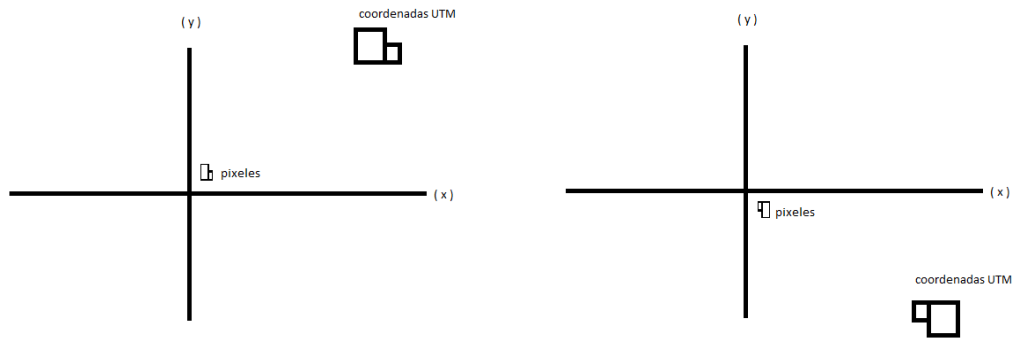 coordenadas UTM
( y )
pixeles
( x )
( y )
( x )
pixeles
coordenadas UTM